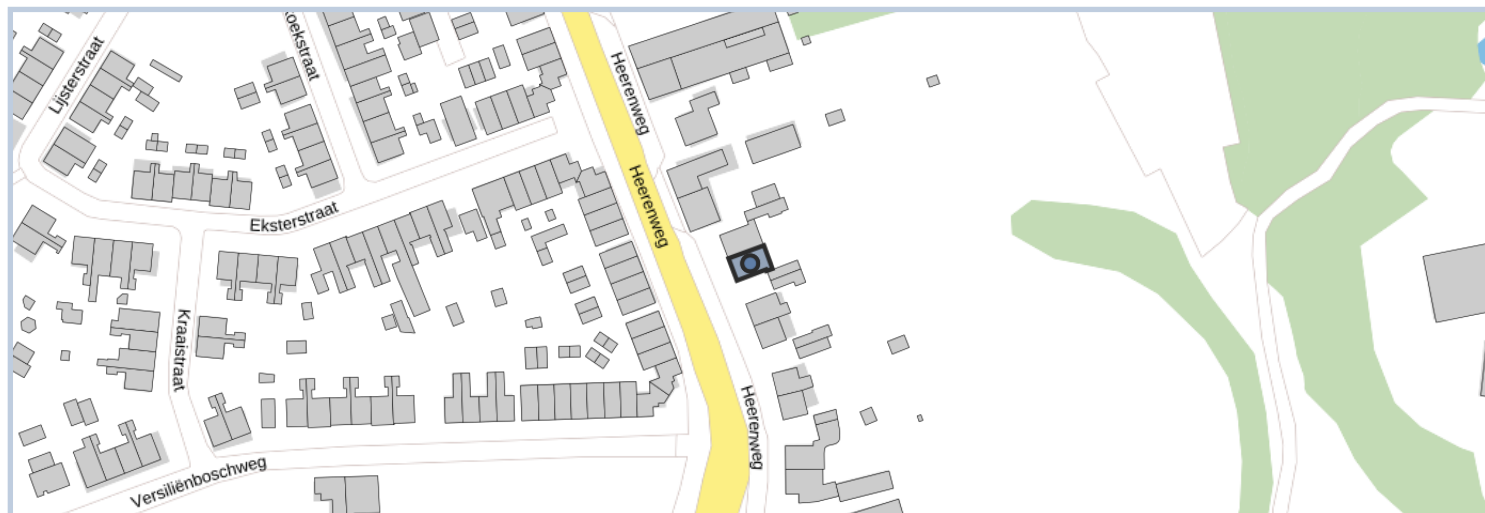 Lijsterstraat
oekstraat
Heerenweg
Heerenweg
Eksterstraat
Kraaistraat
Heerenweg
Versiliënboschweg